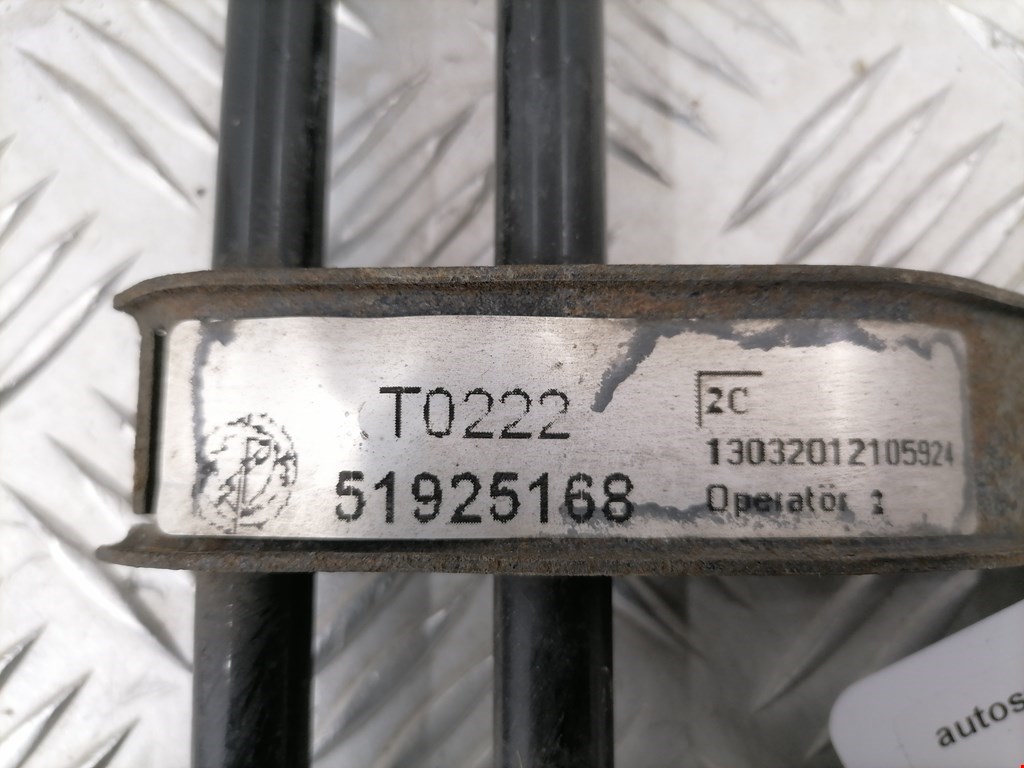 T0222
51925168
2C
13032012105924
Operatör 1
autos